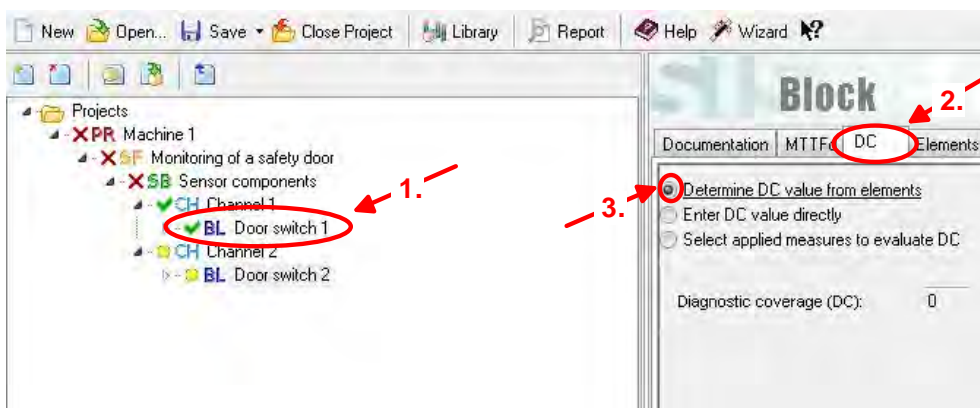 New Open... Save Close Project Library Report Help Wizard
Projects
PR Machine 1
SF Monitoring of a safety door
SB Sensor components
CH Channel 1
BL Door switch 1
CH Channel 2
BL Door switch 2
1.
Block
2.
Documentation MTTFd DC Elements
3.
Determine DC value from elements
Enter DC value directly
Select applied measures to evaluate DC
Diagnostic coverage (DC): 0